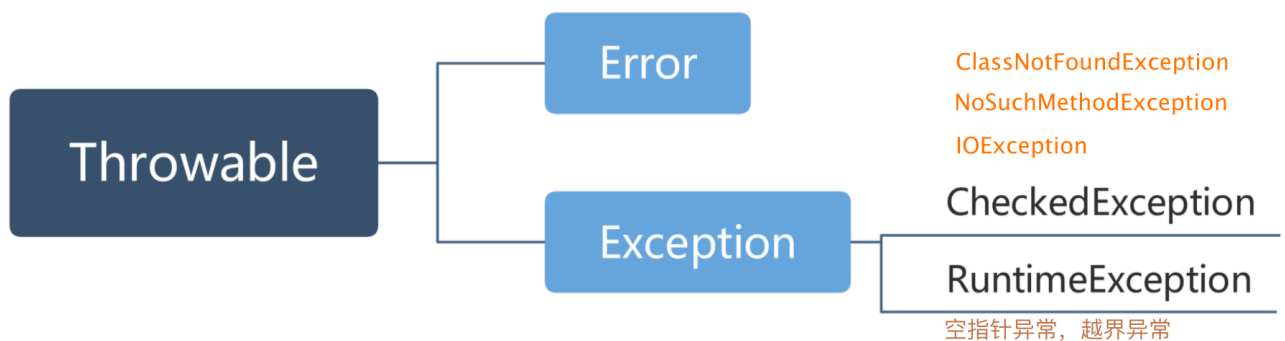 Throwable
Error
Exception
ClassNotFoundException
NoSuchMethodException
IOException
CheckedException
RuntimeException
空指针异常，越界异常